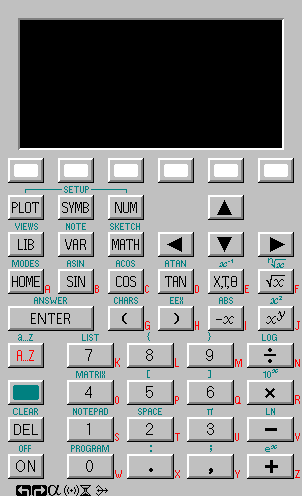 SETUP
PLOT SYMB NUM
VIEWS NOTE SKETCH
LIB VAR MATH
MODES ASIN ACOS ATAN x⁻¹ ⁿ√x
HOME A SIN B COS C TAN D X,T,θ E √x F
ANSWER CHARS EEX ABS x²
ENTER ( G ) H -x I xʸ J
a...Z LIST { } LOG
A...Z 7 K 8 L 9 M ÷ N
MATRIX [ ] 10ˣ
4 O 5 P 6 Q × R
CLEAR NOTEPAD SPACE π LN
DEL 1 S 2 T 3 U − V
OFF PROGRAM : ; eˣ
ON 0 W . X , Y + Z
α